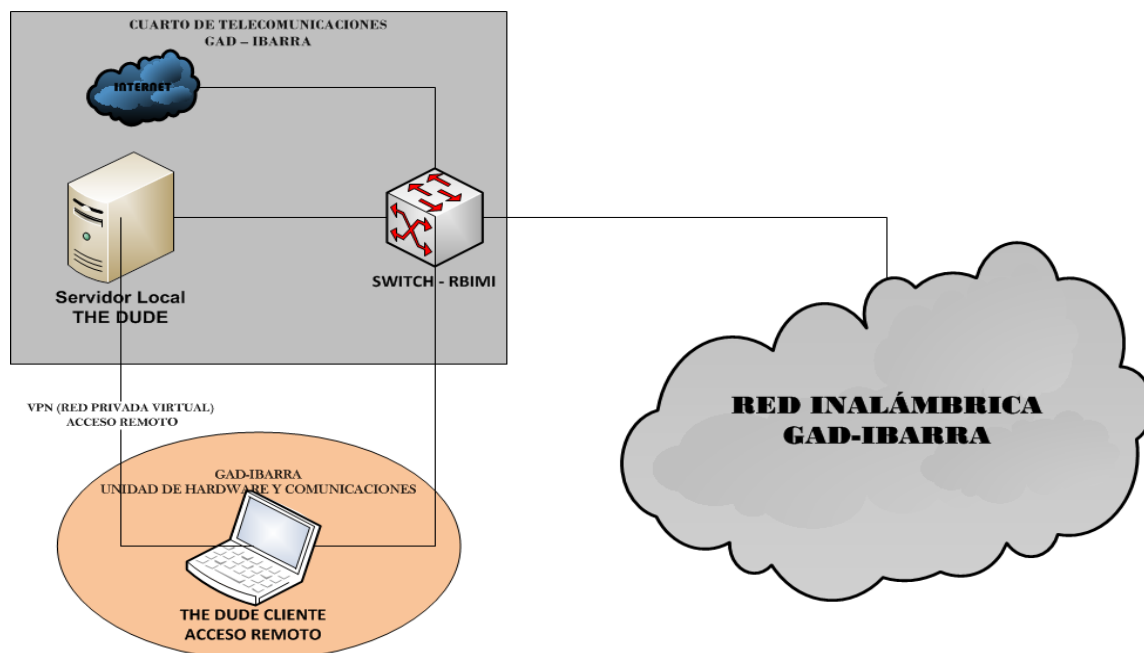 CUARTO DE TELECOMUNICACIONES
GAD – IBARRA
INTERNET
Servidor Local
THE DUDE
SWITCH - RBIMI
VPN (RED PRIVADA VIRTUAL)
ACCESO REMOTO
RED INALÁMBRICA
GAD-IBARRA
GAD-IBARRA
UNIDAD DE HARDWARE Y COMUNICACIONES
THE DUDE CLIENTE
ACCESO REMOTO